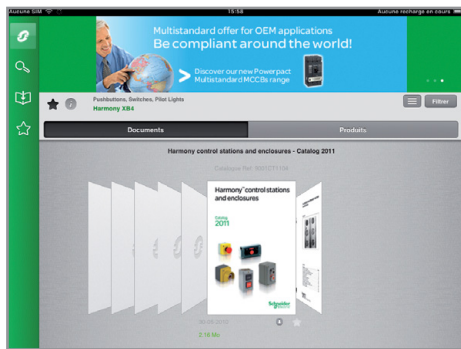 Aucune SIM
15:58
Aucune recharge en cours
Multistandard offer for OEM applications
Be compliant around the world!
Discover our new Powerpact
Multistandard MCCBs range
Pushbuttons, Switches, Pilot Lights
Harmony XB4
Filtrer
Documents
Produits
Harmony control stations and enclosures - Catalog 2011
Harmony™ control stations
and enclosures
Catalog
2011
Schneider
Electric
2.16 Mo